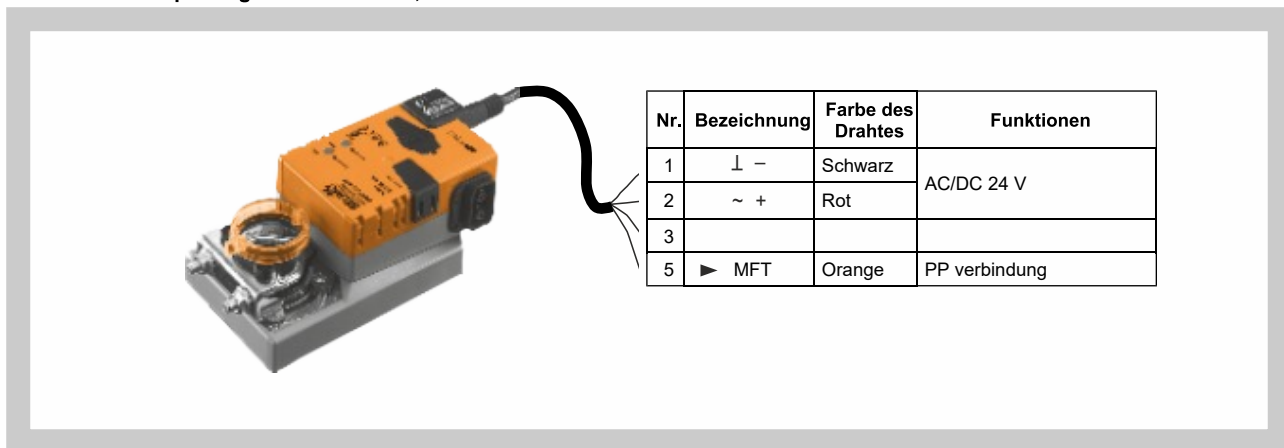 Nr. Bezeichnung Farbe des Drahtes Funktionen
1 ⊥ − Schwarz AC/DC 24 V
2 ~ + Rot
3
5 ► MFT Orange PP verbindung